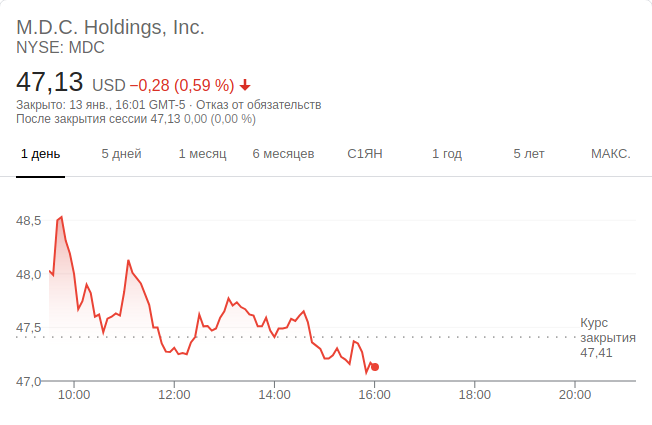 M.D.C. Holdings, Inc.
NYSE: MDC
47,13 USD −0,28 (0,59 %)
Закрыто: 13 янв., 16:01 GMT-5 · Отказ от обязательств
После закрытия сессии 47,13 0,00 (0,00 %)
1 день 5 дней 1 месяц 6 месяцев С1ЯН 1 год 5 лет МАКС.
48,5
48,0
47,5
Курс
закрытия
47,41
47,0
10:00 12:00 14:00 16:00 18:00 20:00